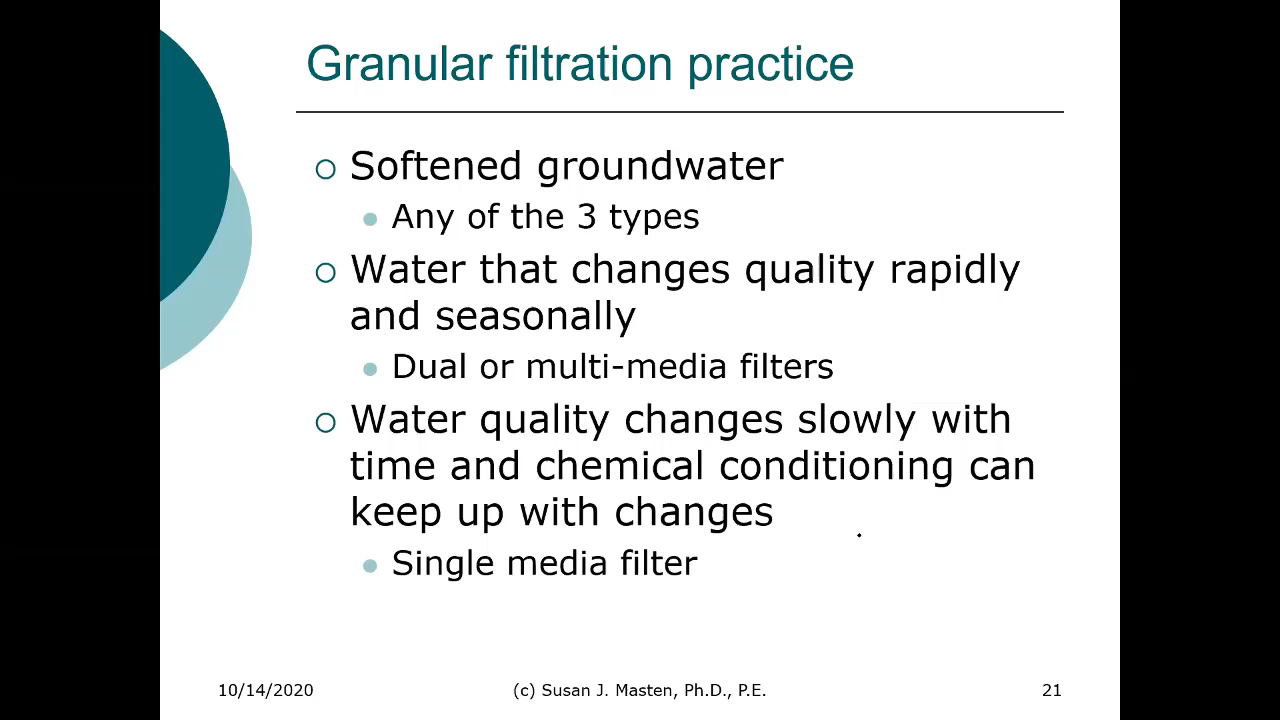 Granular filtration practice
Softened groundwater
Any of the 3 types
Water that changes quality rapidly
and seasonally
Dual or multi-media filters
Water quality changes slowly with
time and chemical conditioning can
keep up with changes
Single media filter
10/14/2020
(c) Susan J. Masten, Ph.D., P.E.
21